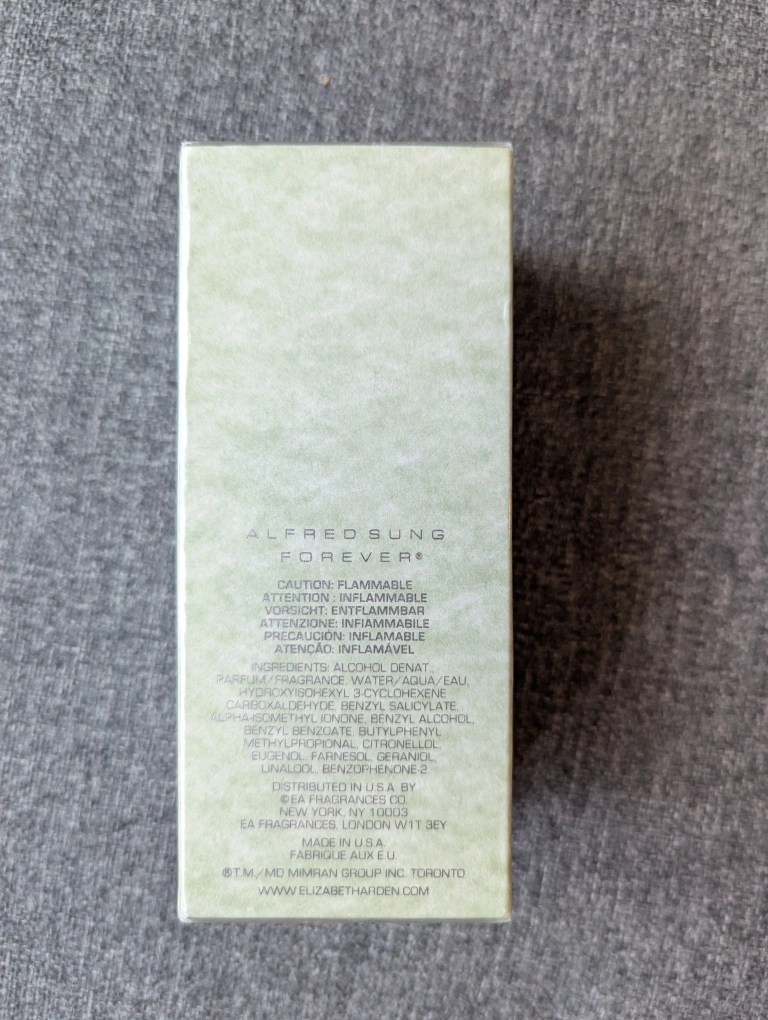 ALFRED SUNG
FOREVER®
CAUTION: FLAMMABLE
ATTENTION : INFLAMMABLE
VORSICHT: ENTFLAMMBAR
ATTENZIONE: INFIAMMABILE
PRECAUCIÓN: INFLAMABLE
ATENÇÃO: INFLAMÁVEL
INGREDIENTS: ALCOHOL DENAT.,
PARFUM/FRAGRANCE, WATER/AQUA/EAU,
HYDROXYISOHEXYL 3-CYCLOHEXENE
CARBOXALDEHYDE, BENZYL SALICYLATE,
ALPHA-ISOMETHYL IONONE, BENZYL ALCOHOL,
BENZYL BENZOATE, BUTYLPHENYL
METHYLPROPIONAL, CITRONELLOL,
EUGENOL, FARNESOL, GERANIOL,
LINALOOL, BENZOPHENONE-2.
DISTRIBUTED IN U.S.A. BY
©EA FRAGRANCES CO.
NEW YORK, NY 10003
EA FRAGRANCES, LONDON W1T 3EY
MADE IN U.S.A.
FABRIQUE AUX E.U.
®T.M./MD MIMRAN GROUP INC. TORONTO
WWW.ELIZABETHARDEN.COM